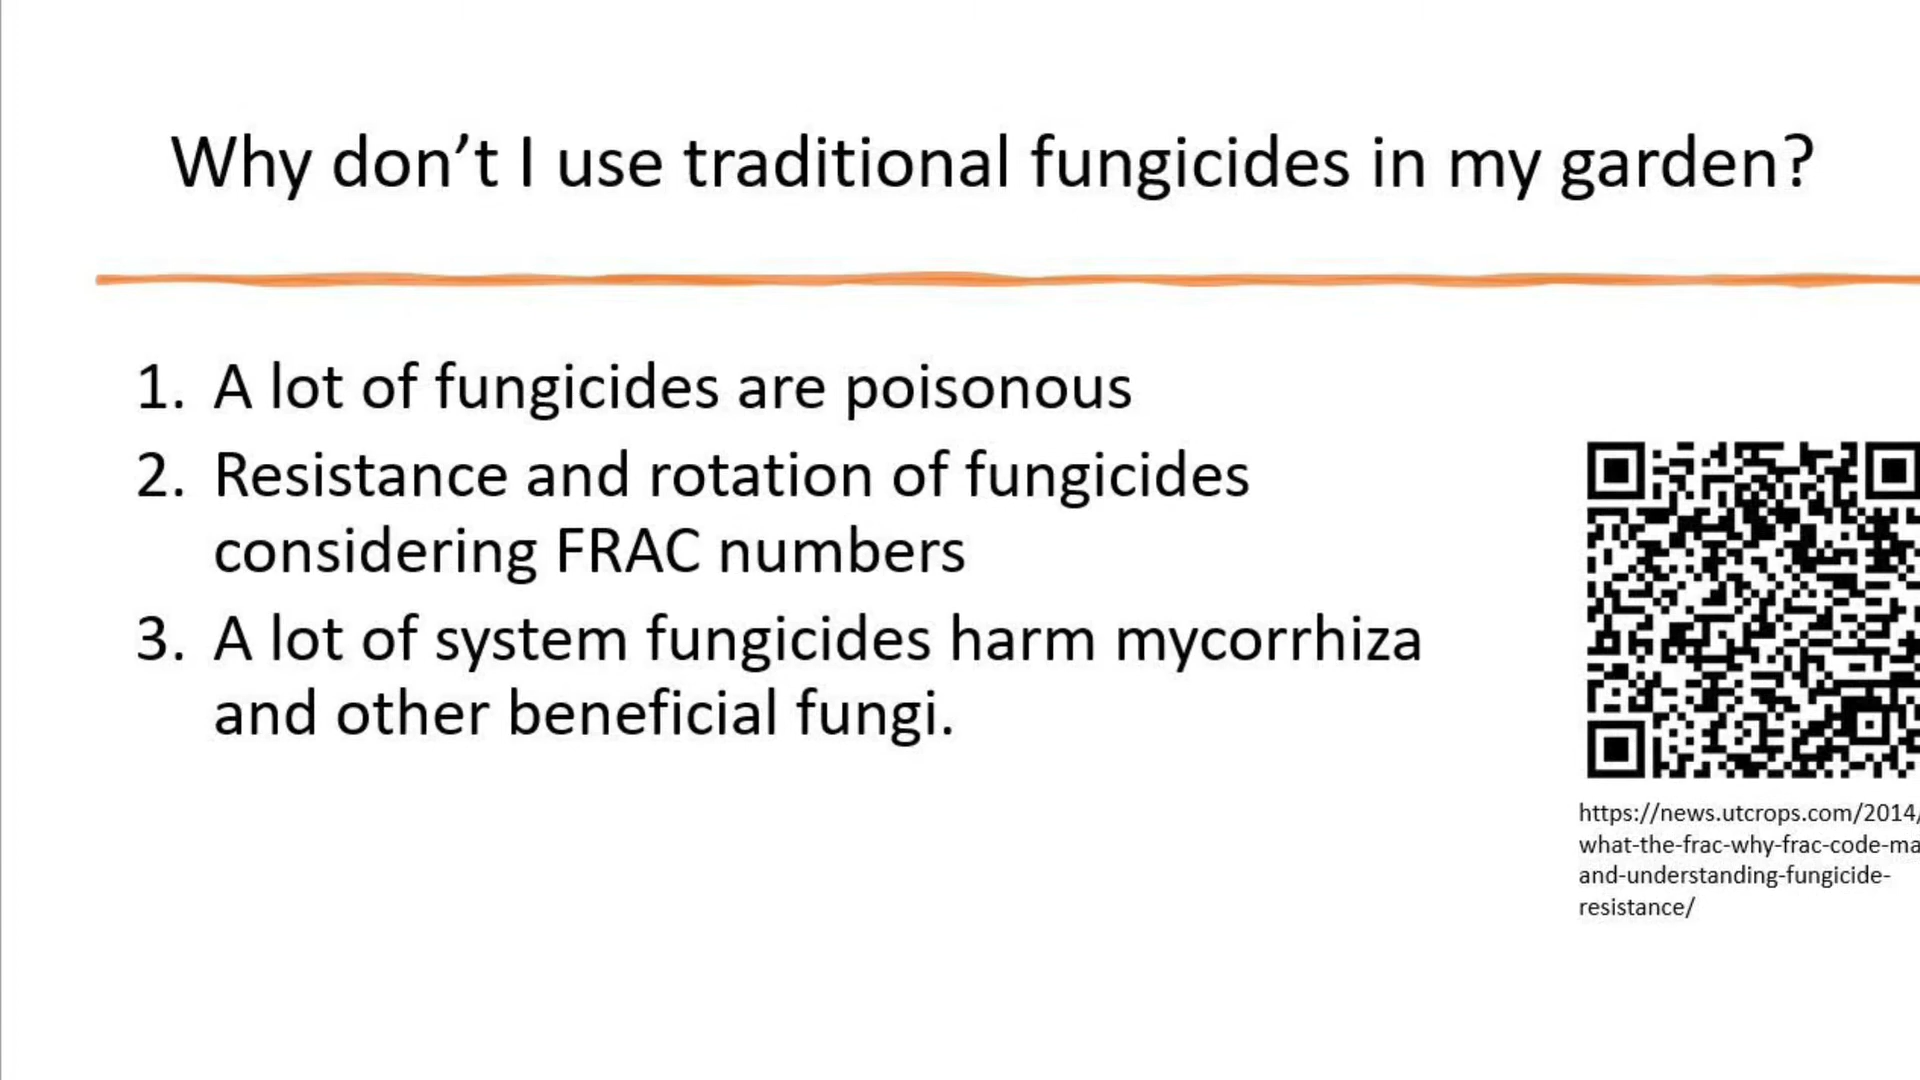 Why don’t I use traditional fungicides in my garden?
1. A lot of fungicides are poisonous
2. Resistance and rotation of fungicides
considering FRAC numbers
3. A lot of system fungicides harm mycorrhiza
and other beneficial fungi.
https://news.utcrops.com/2014/
what-the-frac-why-frac-code-ma
and-understanding-fungicide-
resistance/